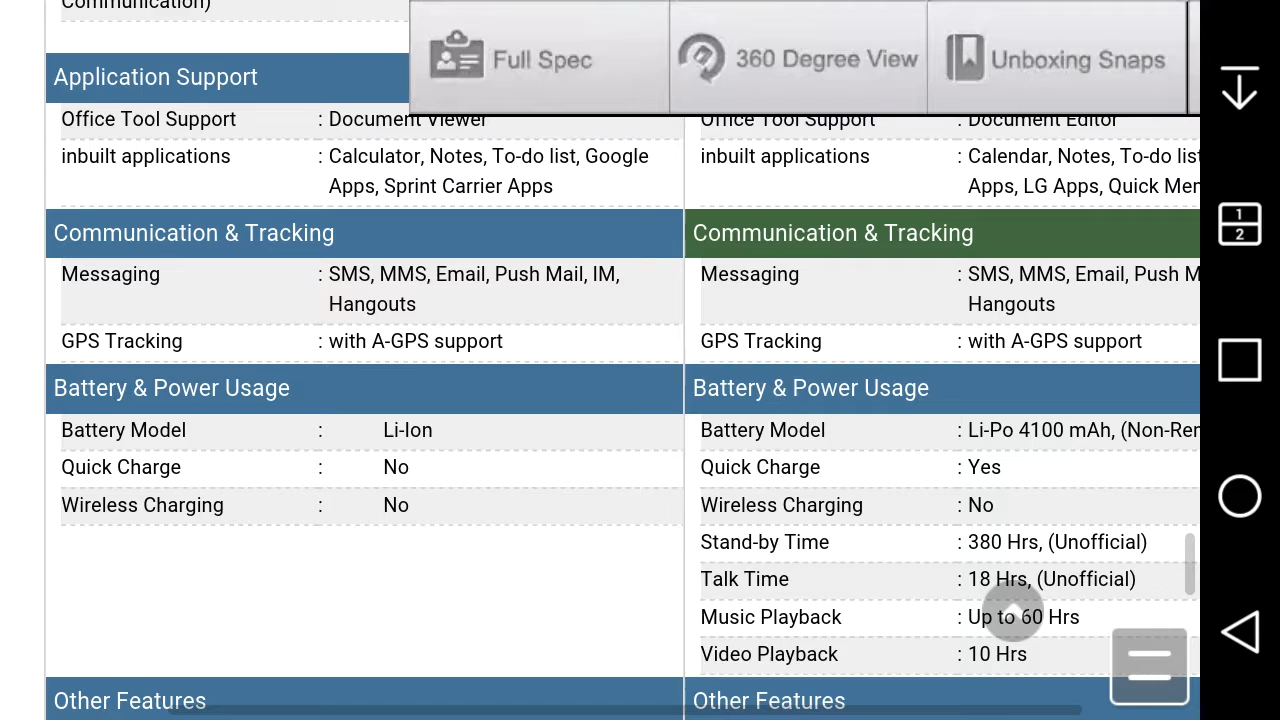 Communication)
Full Spec
360 Degree View
Unboxing Snaps
Application Support
Office Tool Support : Document Viewer
inbuilt applications : Calculator, Notes, To-do list, Google
Apps, Sprint Carrier Apps
Communication & Tracking
Messaging : SMS, MMS, Email, Push Mail, IM,
Hangouts
GPS Tracking : with A-GPS support
Battery & Power Usage
Battery Model : Li-Ion
Quick Charge : No
Wireless Charging : No
Other Features
Office Tool Support : Document Editor
inbuilt applications : Calendar, Notes, To-do list
Apps, LG Apps, Quick
Communication & Tracking
Messaging : SMS, MMS, Email, Push
Hangouts
GPS Tracking : with A-GPS support
Battery & Power Usage
Battery Model : Li-Po 4100 mAh,
Quick Charge : Yes
Wireless Charging : No
Stand-by Time : 380 Hrs, (Unofficial)
Talk Time : 18 Hrs, (Unofficial)
Music Playback : Up to 60 Hrs
Video Playback : 10 Hrs
Other Features
1
2